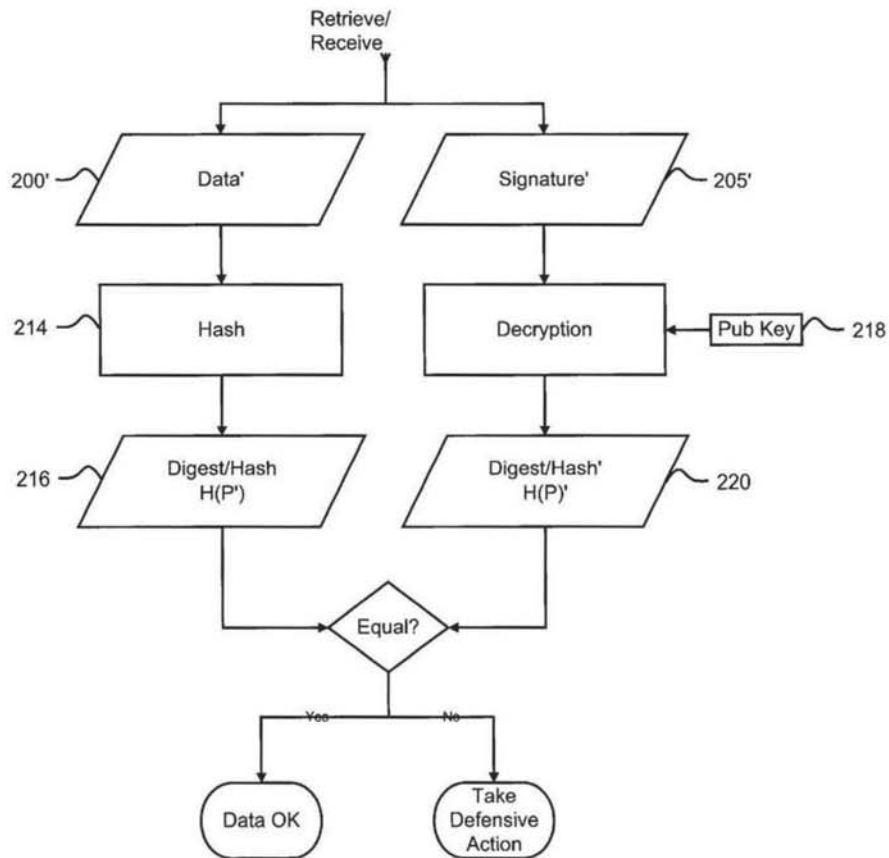 Retrieve/
Receive
200'
Data'
Signature'
205'
214
Hash
Decryption
Pub Key
218
216
Digest/Hash
H(P')
Digest/Hash'
H(P)'
220
Equal?
Yes
No
Data OK
Take
Defensive
Action